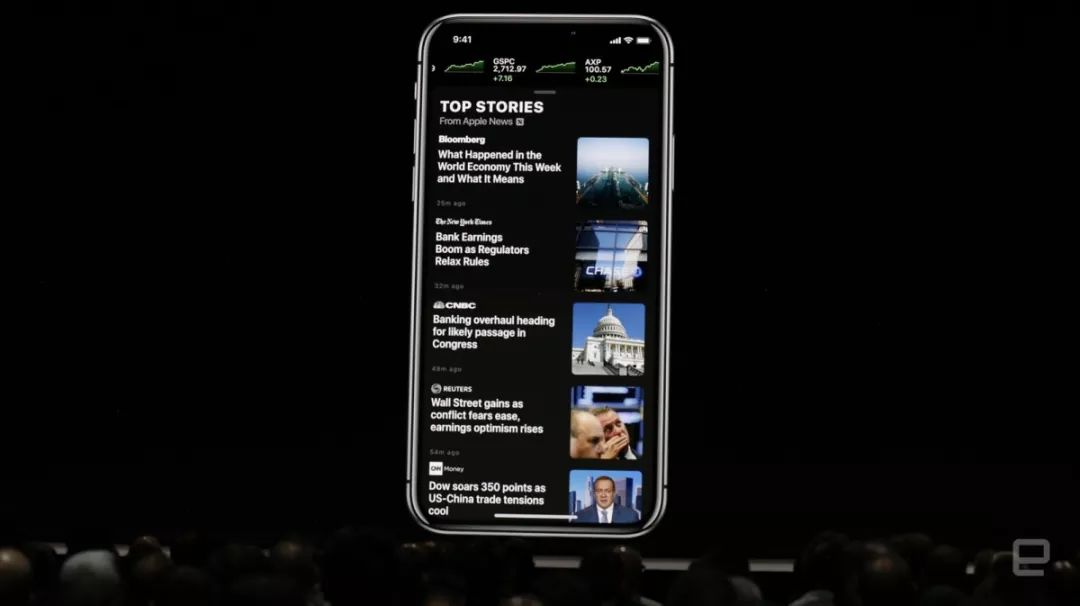 9:41
GSPC
2,712.97
+7.16
AXP
100.57
+0.23
TOP STORIES
From Apple News
Bloomberg
What Happened in the
World Economy This Week
and What It Means
25m ago
The New York Times
Bank Earnings
Boom as Regulators
Relax Rules
CHASE
32m ago
CNBC
Banking overhaul heading
for likely passage in
Congress
48m ago
REUTERS
Wall Street gains as
conflict fears ease,
earnings optimism rises
54m ago
CNN Money
Dow soars 350 points as
US-China trade tensions
cool
e